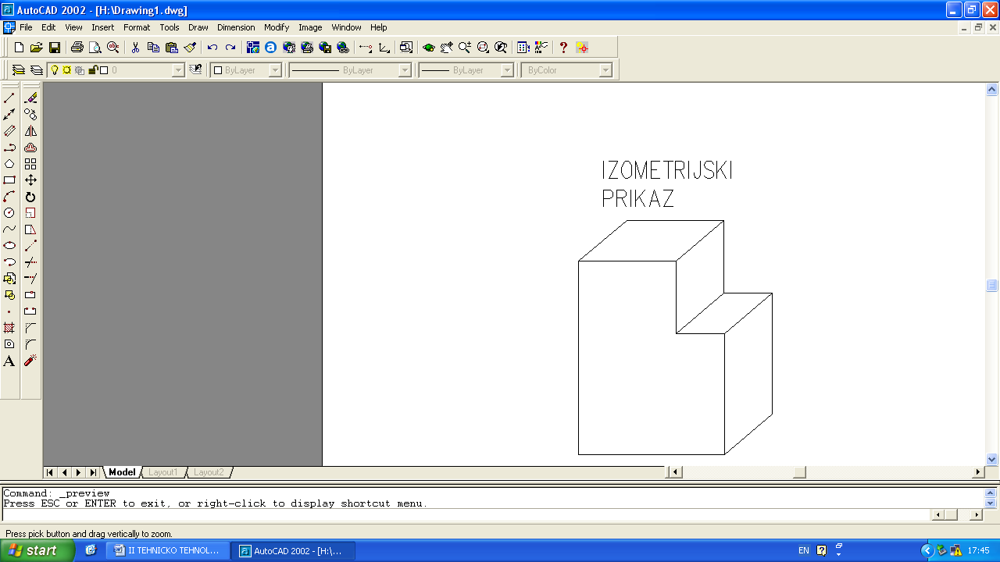 AutoCAD 2002 - [H:\Drawing1.dwg]
File Edit View Insert Format Tools Draw Dimension Modify Image Window Help
0 ByLayer ByLayer ByLayer ByColor
IZOMETRIJSKI
PRIKAZ
Model Layout1 Layout2
Command: _preview
Press ESC or ENTER to exit, or right-click to display shortcut menu.
Press pick button and drag vertically to zoom.
start II TEHNICKO TEHNOL... AutoCAD 2002 - [H:\... EN 17:45